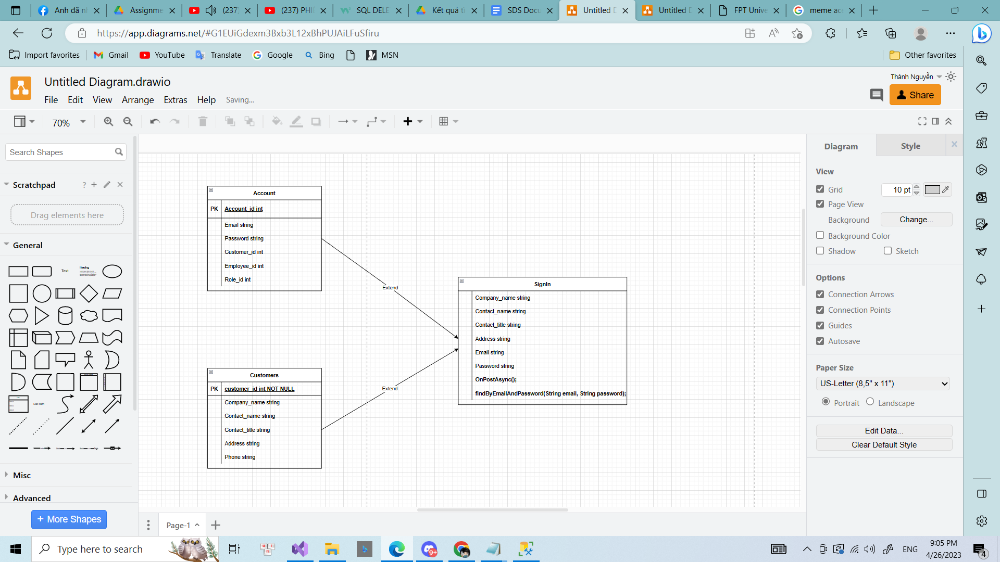 Anh đã nl
Assignme
(237)
(237) PHI
SQL DELE
Kết quả tì
SDS Docu
Untitled D
Untitled D
FPT Unive
meme acc
https://app.diagrams.net/#G1EUiGdexm3Bxb3L12xBhPUJAiLFuSfiru
Import favorites
Gmail
YouTube
Translate
Google
Bing
MSN
Other favorites
Untitled Diagram.drawio
Thành Nguyễn
File Edit View Arrange Extras Help Saving...
Share
70%
Search Shapes
Scratchpad
?
Drag elements here
General
Text
Heading
List Item
Misc
Advanced
+ More Shapes
Account
PK Account_id int
Email string
Password string
Customer_id int
Employee_id int
Role_id int
Extend
Customers
PK customer_id int NOT NULL
Company_name string
Contact_name string
Contact_title string
Address string
Phone string
Extend
SignIn
Company_name string
Contact_name string
Contact_title string
Address string
Email string
Password string
OnPostAsync();
findByEmailAndPassword(String email, String password);
Page-1
Diagram
Style
View
Grid
10 pt
Page View
Background
Change...
Background Color
Shadow
Sketch
Options
Connection Arrows
Connection Points
Guides
Autosave
Paper Size
US-Letter (8,5" x 11")
Portrait
Landscape
Edit Data...
Clear Default Style
Type here to search
9+
ENG
9:05 PM
4/26/2023
4